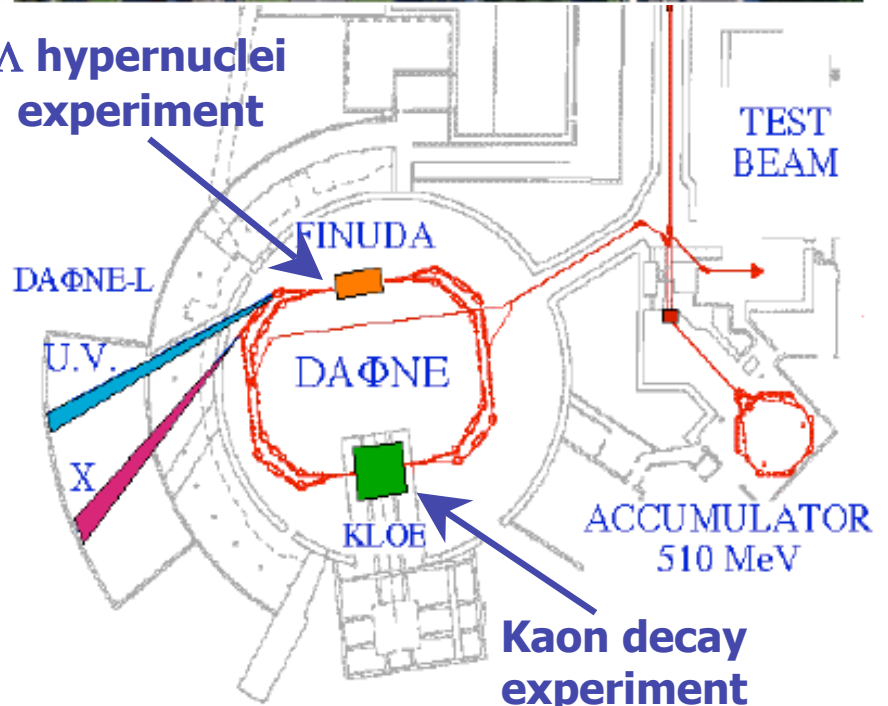 Λ hypernuclei
experiment
TEST
BEAM
FINUDA
DAΦNE-L
U.V.
DAΦNE
X
KLOE
ACCUMULATOR
510 MeV
Kaon decay
experiment